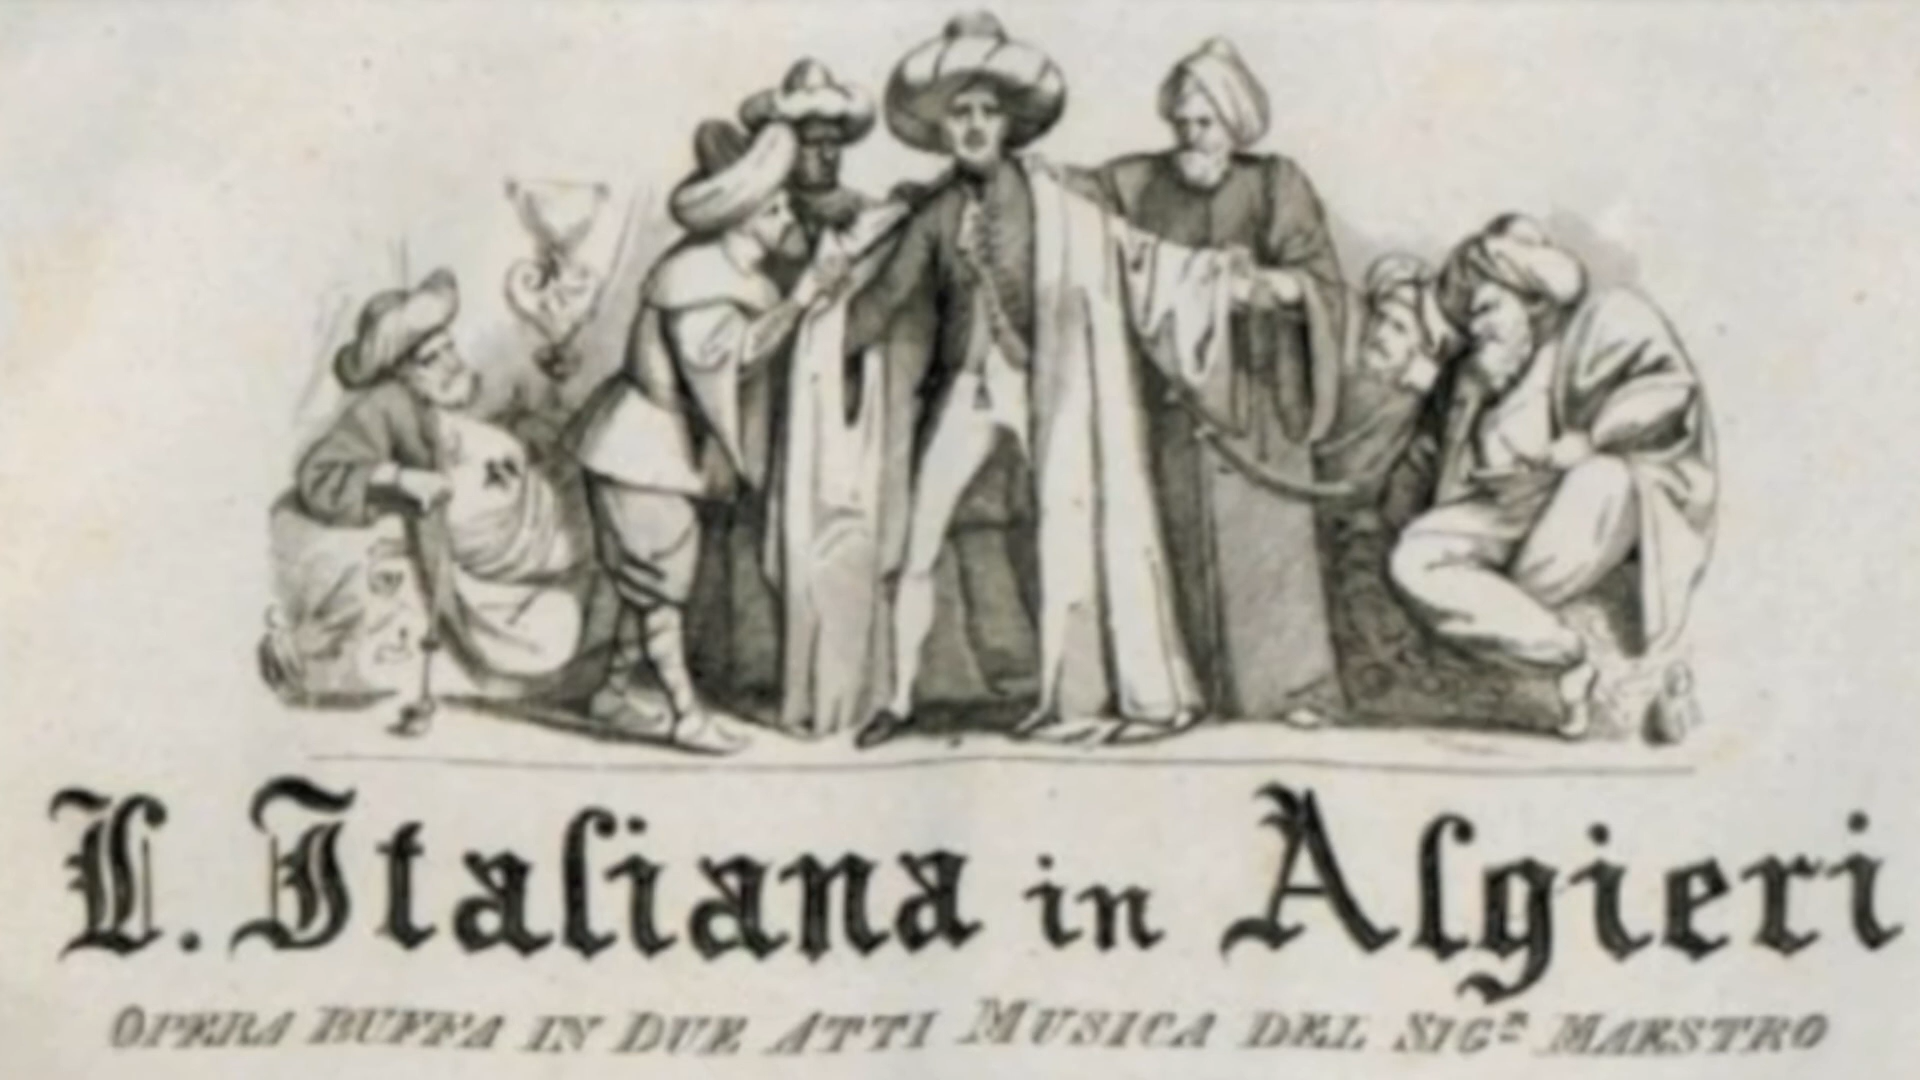 L. Italiana in Algieri
OPERA BUFFA IN DUE ATTI MUSICA DEL SIGR MAESTRO